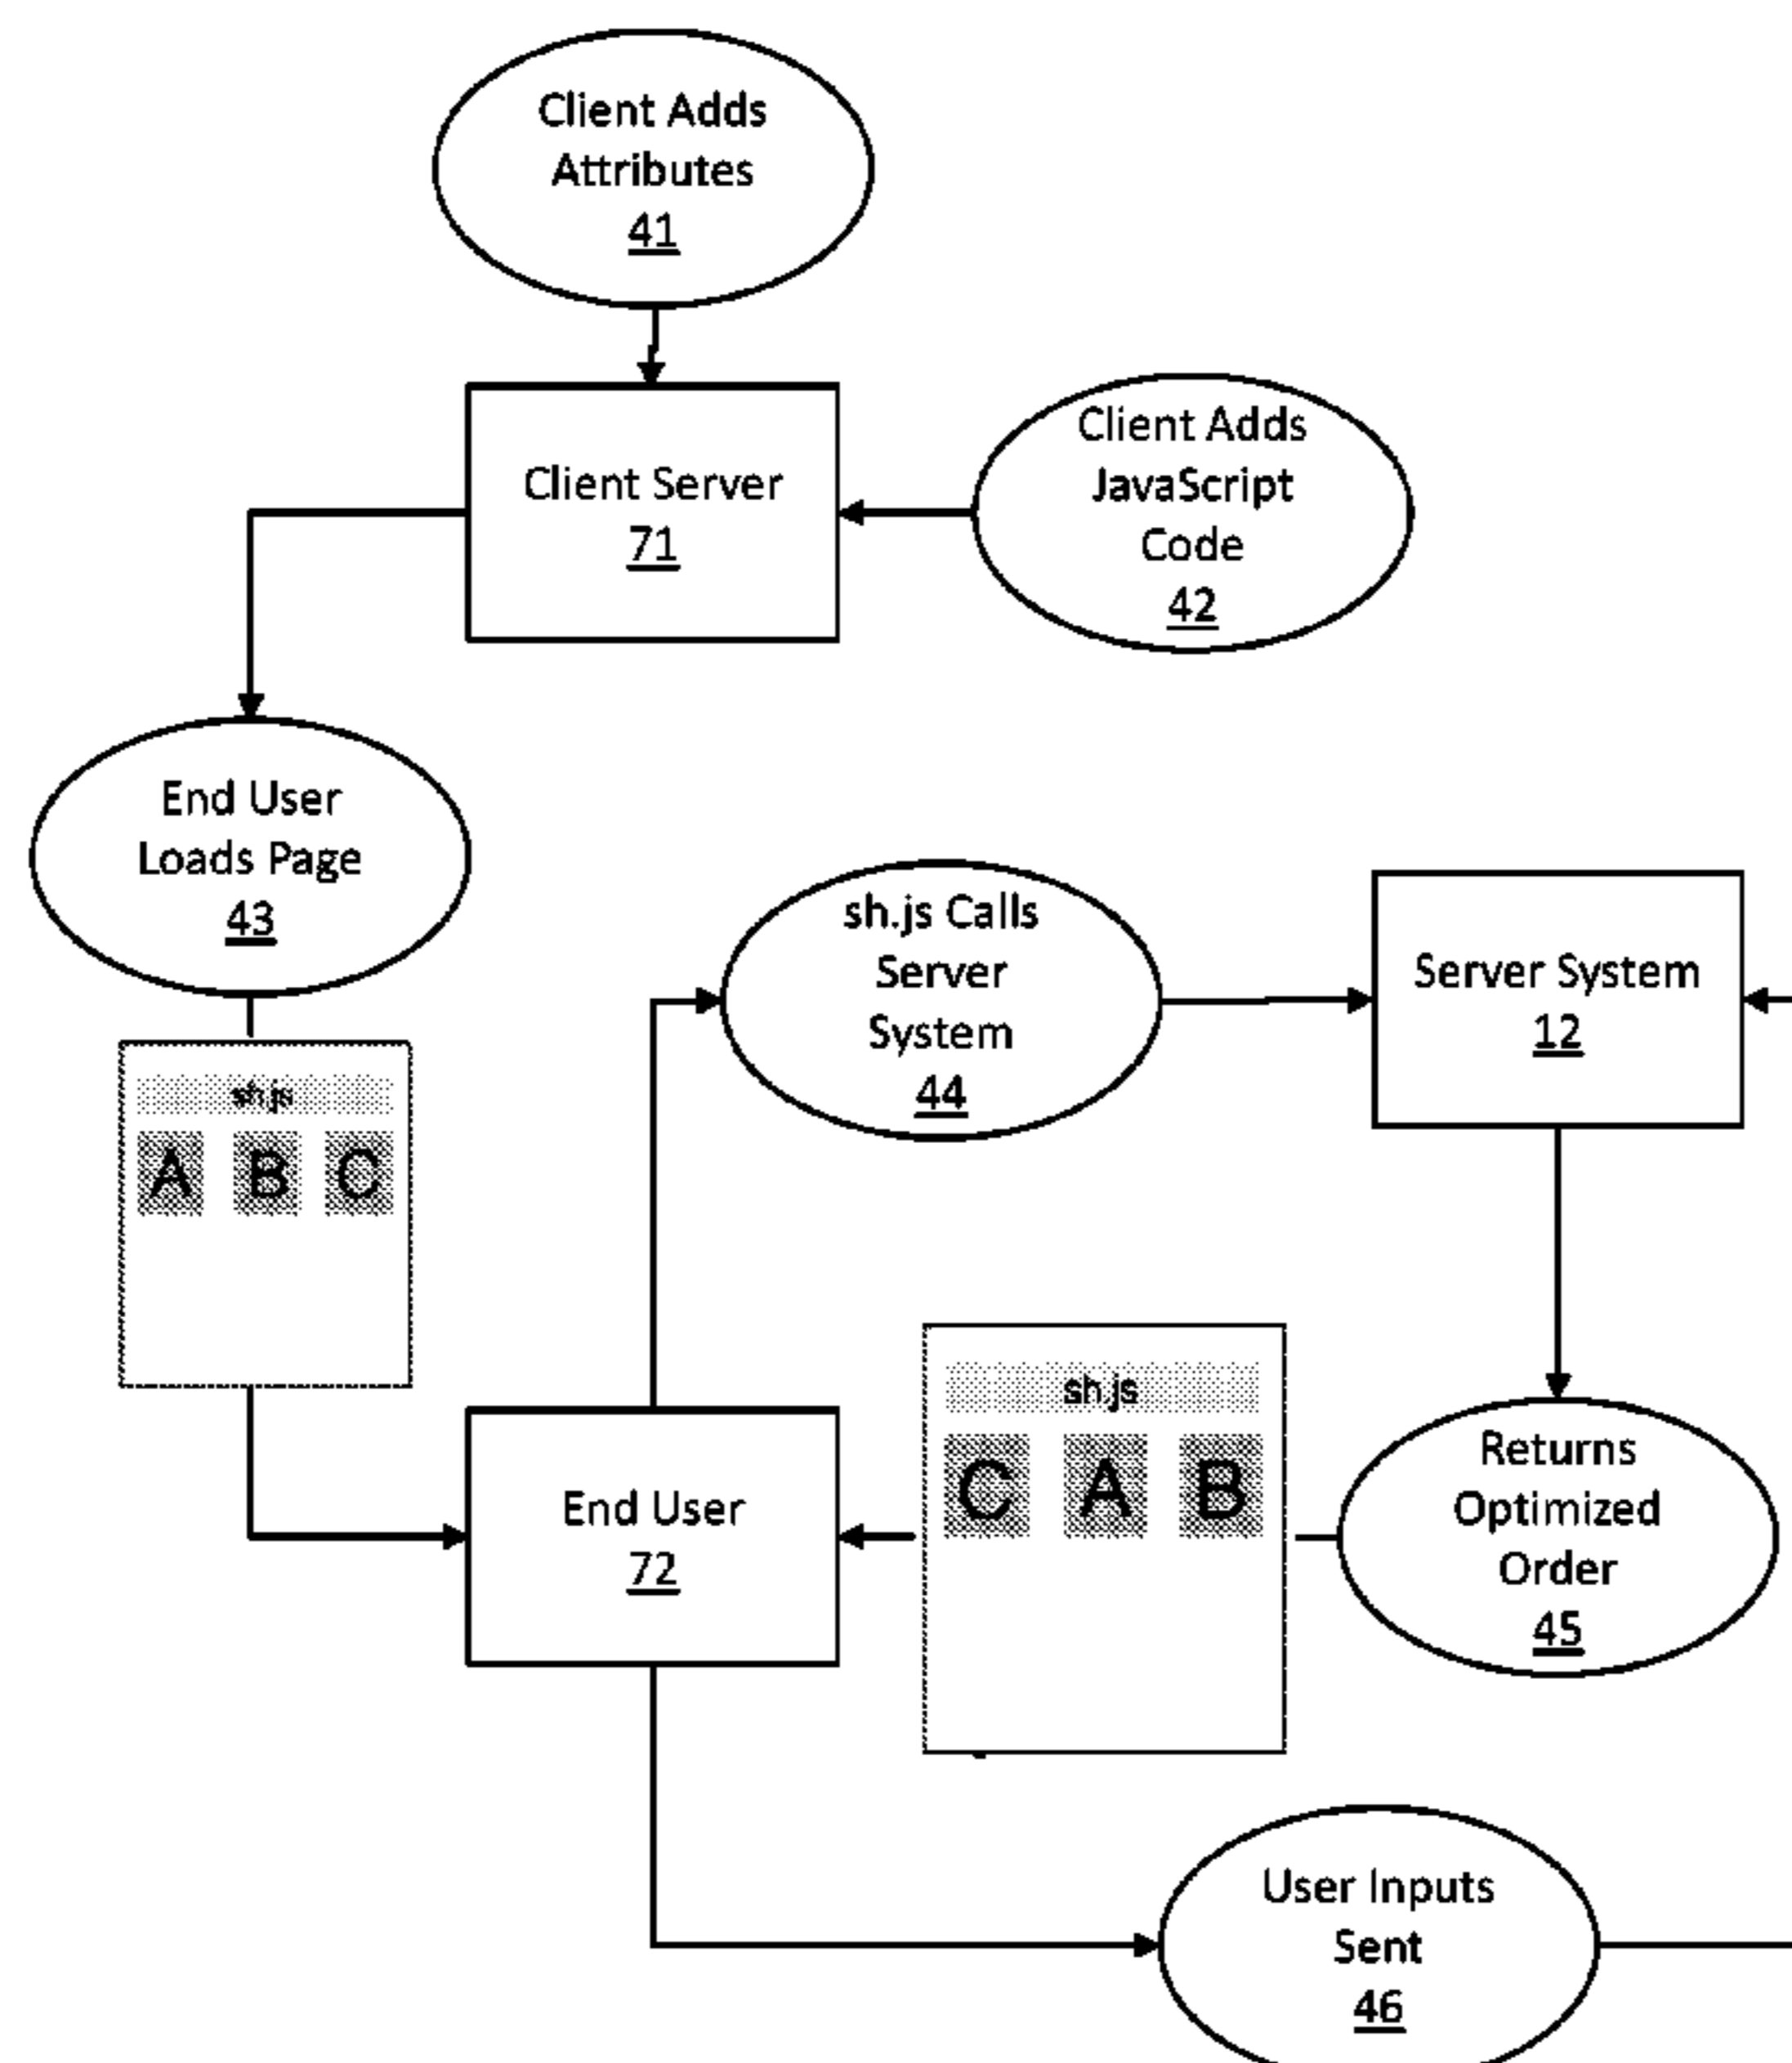 Client Adds
Attributes
41
Client Server
71
Client Adds
JavaScript
Code
42
End User
Loads Page
43
sh.js Calls
Server
System
44
Server System
12
sh.js
A B C
sh.js
C A B
End User
72
Returns
Optimized
Order
45
User Inputs
Sent
46